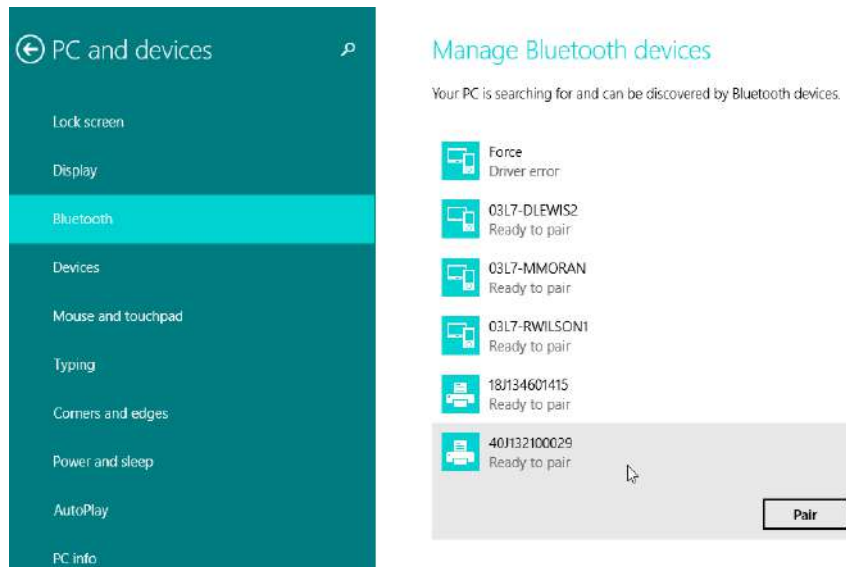 PC and devices
Lock screen
Display
Bluetooth
Devices
Mouse and touchpad
Typing
Corners and edges
Power and sleep
AutoPlay
PC info
Manage Bluetooth devices
Your PC is searching for and can be discovered by Bluetooth devices.
Force
Driver error
03L7-DLEWIS2
Ready to pair
03L7-MMORAN
Ready to pair
03L7-RWILSON1
Ready to pair
18J134601415
Ready to pair
40J132100029
Ready to pair
Pair